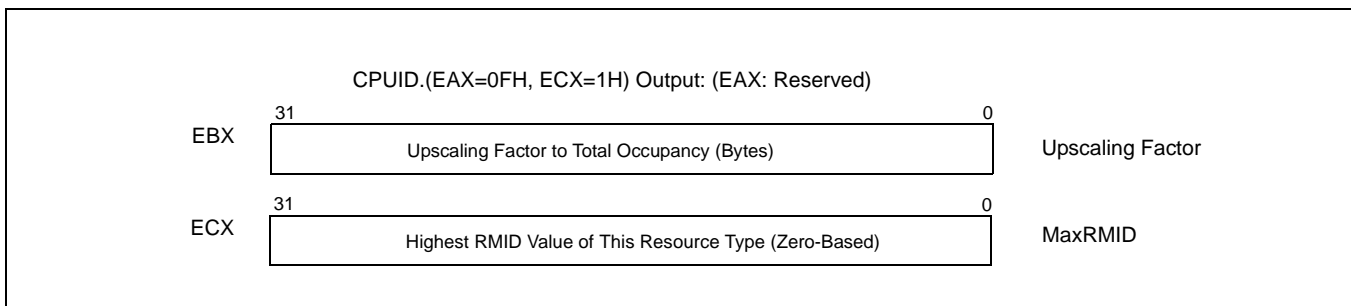 CPUID.(EAX=0FH, ECX=1H) Output: (EAX: Reserved)
31 0
EBX Upscaling Factor to Total Occupancy (Bytes) Upscaling Factor
31 0
ECX Highest RMID Value of This Resource Type (Zero-Based) MaxRMID